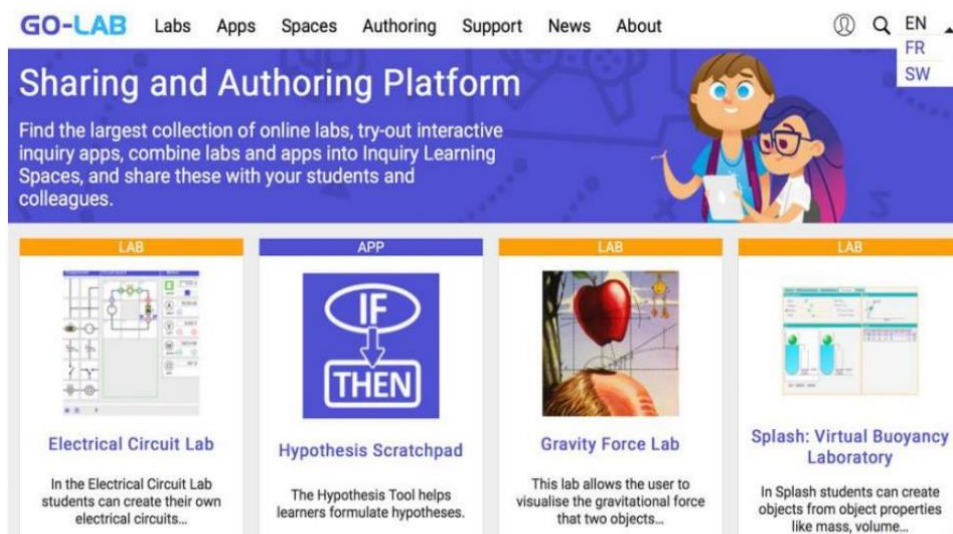 GO-LAB Labs Apps Spaces Authoring Support News About EN
FR
SW
Sharing and Authoring Platform
Find the largest collection of online labs, try-out interactive
inquiry apps, combine labs and apps into Inquiry Learning
Spaces, and share these with your students and
colleagues.
LAB
IF
THEN
Electrical Circuit Lab
In the Electrical Circuit Lab
students can create their own
electrical circuits...
APP
Hypothesis Scratchpad
The Hypothesis Tool helps
learners formulate hypotheses.
LAB
Gravity Force Lab
This lab allows the user to
visualise the gravitational force
that two objects...
LAB
Splash: Virtual Buoyancy
Laboratory
In Splash students can create
objects from object properties
like mass, volume...